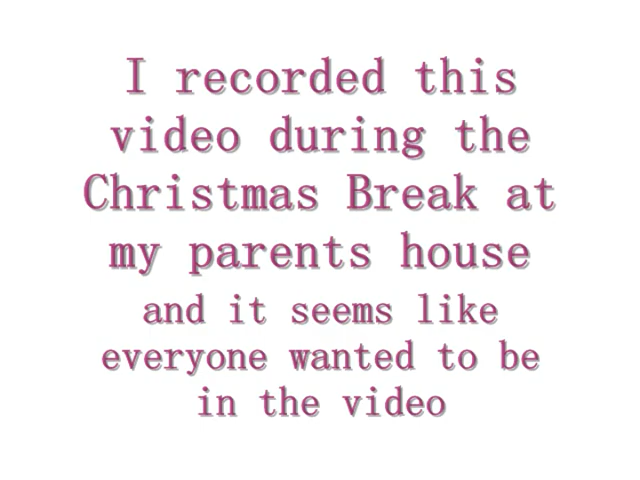 I recorded this
video during the
Christmas Break at
my parents house
and it seems like
everyone wanted to be
in the video